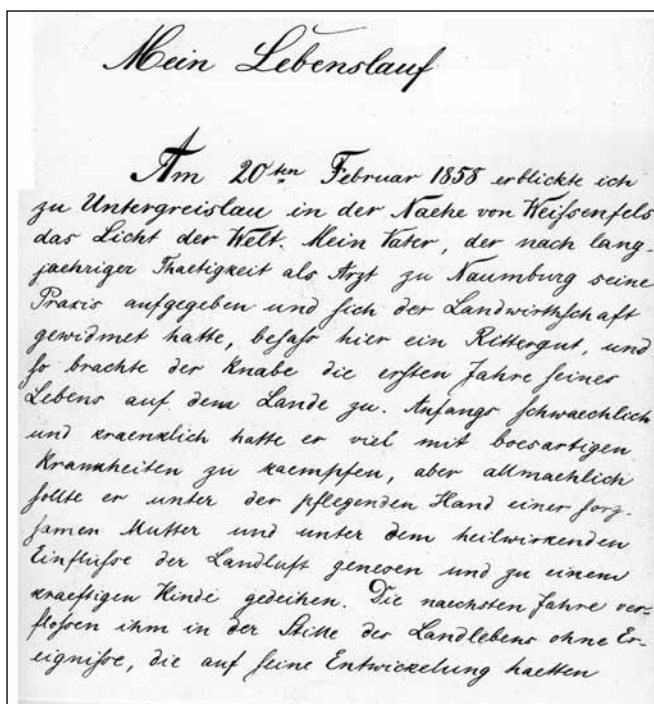 Mein Lebenslauf
Am 20ten Februar 1858 erblickte ich
zu Untergreislau in der Naehe von Weißenfels
das Licht der Welt. Mein Vater, der nach lang-
jaehriger Thaetigkeit als Arzt zu Naumburg seine
Praxis aufgegeben und sich der Landwirthschaft
gewidmet hatte, besaß hier ein Rittergut, und
so brachte der Knabe die ersten Jahre seines
Lebens auf dem Lande zu. Anfangs schwaechlich
und kraenklich hatte er viel mit boesartigen
Krankheiten zu kaempfen, aber allmaehlich
sollte er unter der pflegenden Hand einer sorg-
samen Mutter und unter dem heilwirkenden
Einfluße der Landluft genesen und zu einem
kraeftigen Kinde gedeihen. Die naechsten Jahre ver-
flossen ihm in der Stille des Landlebens ohne Er-
eigniße, die auf seine Entwickelung haetten